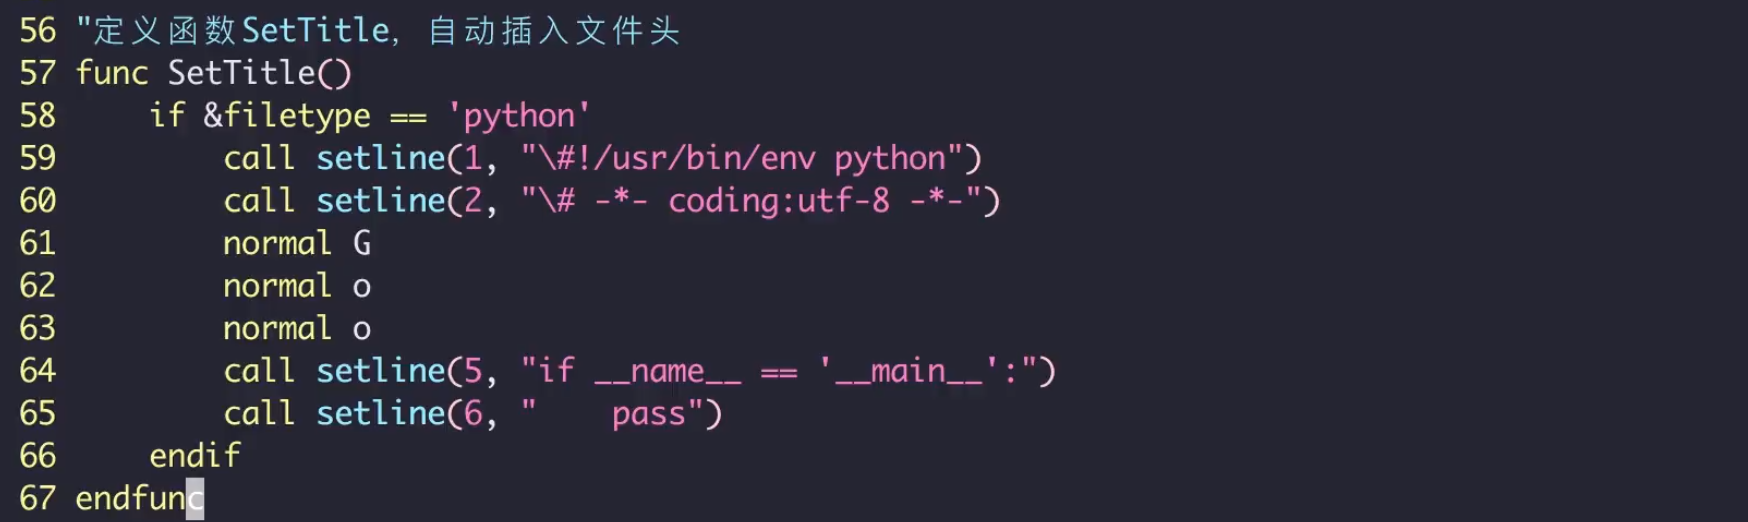 56 "定义函数SetTitle，自动插入文件头
57 func SetTitle()
58     if &filetype == 'python'
59         call setline(1, "\#!/usr/bin/env python")
60         call setline(2, "\# -*- coding:utf-8 -*-")
61         normal G
62         normal o
63         normal o
64         call setline(5, "if __name__ == '__main__':")
65         call setline(6, "    pass")
66     endif
67 endfunc